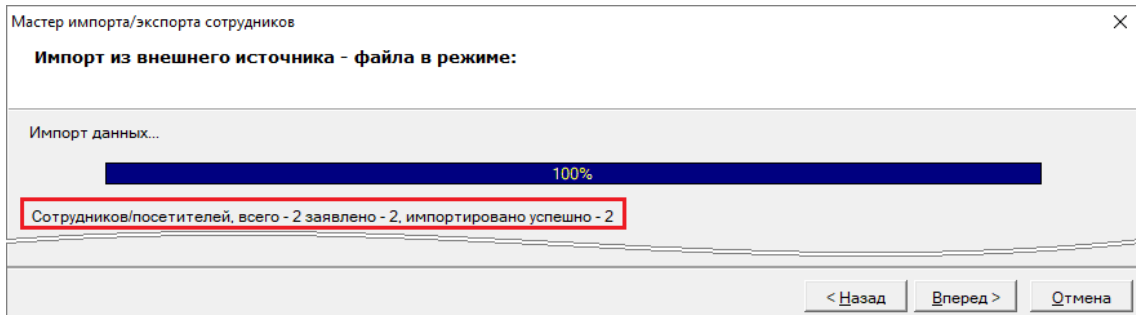 Мастер импорта/экспорта сотрудников
Импорт из внешнего источника - файла в режиме:
Импорт данных...
100%
Сотрудников/посетителей, всего - 2 заявлено - 2, импортировано успешно - 2
< Назад Вперед > Отмена